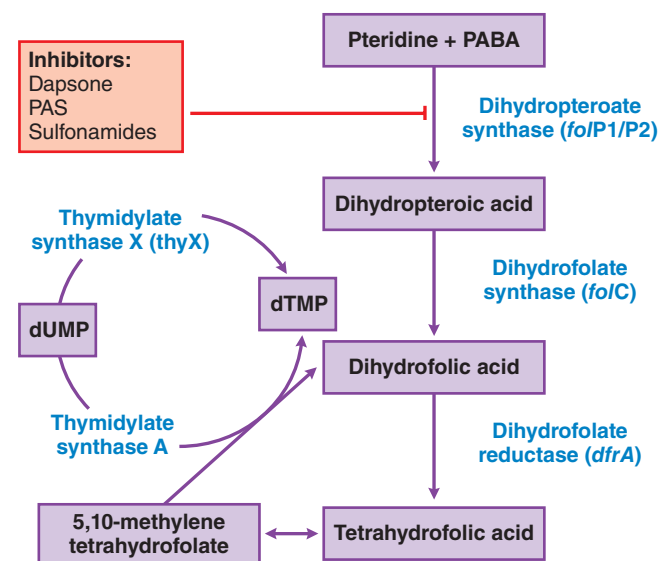 Pteridine + PABA
Inhibitors:
Dapsone
PAS
Sulfonamides
Dihydropteroate
synthase (folP1/P2)
Dihydropteroic acid
Thymidylate
synthase X (thyX)
Dihydrofolate
synthase (folC)
dTMP
dUMP
Dihydrofolic acid
Thymidylate
synthase A
Dihydrofolate
reductase (dfrA)
5,10-methylene
tetrahydrofolate
Tetrahydrofolic acid